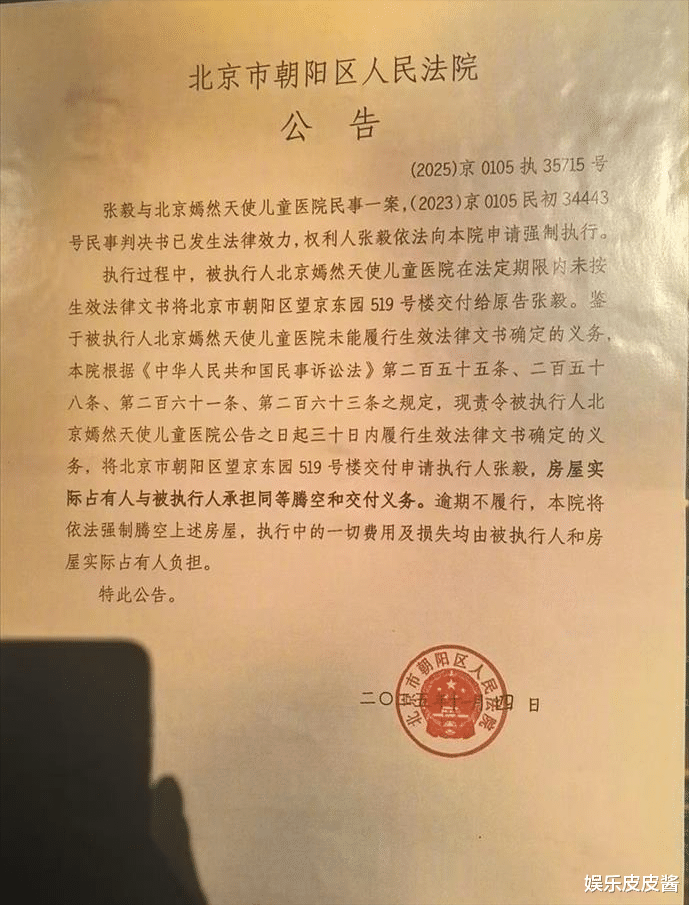 北京市朝阳区人民法院
公 告
(2025)京 0105 执 35715 号
张毅与北京嫣然天使儿童医院民事一案,(2023)京 0105 民初 34443
号民事判决书已发生法律效力,权利人张毅依法向本院申请强制执行。
执行过程中,被执行人北京嫣然天使儿童医院在法定期限内未按
生效法律文书将北京市朝阳区望京东园 519 号楼交付给原告张毅。鉴
于被执行人北京嫣然天使儿童医院未能履行生效法律文书确定的义务,
本院根据《中华人民共和国民事诉讼法》第二百五十五条、二百五十
八条、第二百六十一条、第二百六十三条之规定,现责令被执行人北
京嫣然天使儿童医院公告之日起三十日内履行生效法律文书确定的义
务,将北京市朝阳区望京东园 519 号楼交付申请执行人张毅,房屋实
际占有人与被执行人承担同等腾空和交付义务。逾期不履行,本院将
依法强制腾空上述房屋,执行中的一切费用及损失均由被执行人和房
屋实际占有人负担。
特此公告。
北京市朝阳区人民法院
二〇二五年十一月 四 日
娱乐皮皮酱